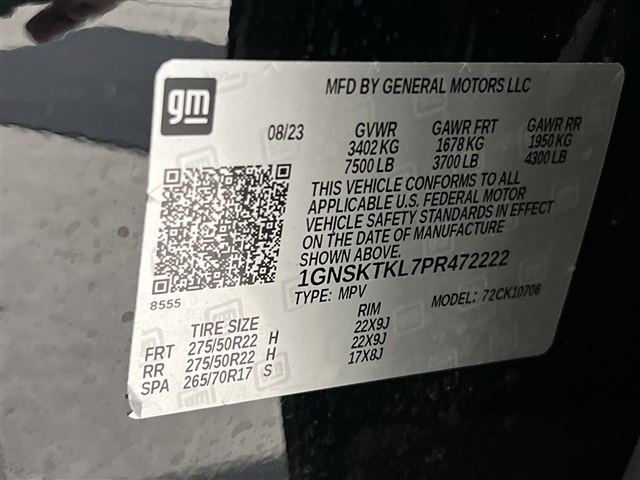 gm
MFD BY GENERAL MOTORS LLC
08/23
GVWR GAWR FRT GAWR RR
3402 KG 1678 KG 1950 KG
7500 LB 3700 LB 4300 LB
THIS VEHICLE CONFORMS TO ALL
APPLICABLE U.S. FEDERAL MOTOR
VEHICLE SAFETY STANDARDS IN EFFECT
ON THE DATE OF MANUFACTURE
SHOWN ABOVE.
1GNSKTKL7PR472222
8555
TYPE: MPV MODEL: 72CK10706
TIRE SIZE RIM
FRT 275/50R22 H 22X9J
RR 275/50R22 H 22X9J
SPA 265/70R17 S 17X8J